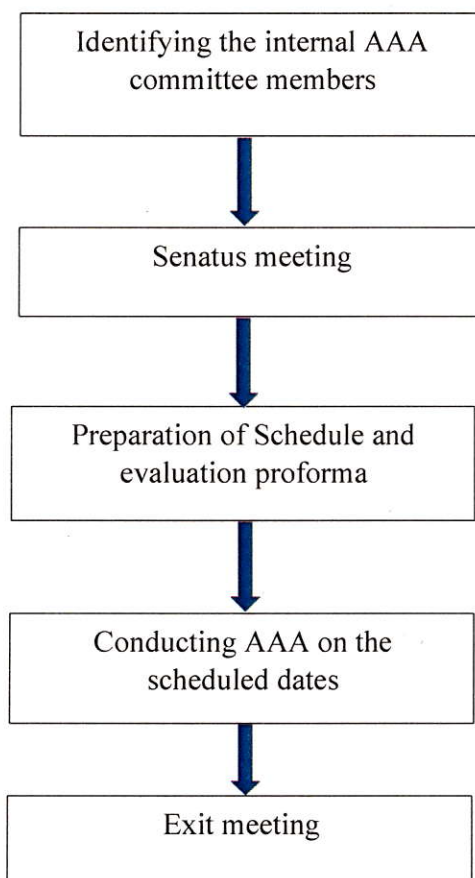 Identifying the internal AAA
committee members
Senatus meeting
Preparation of Schedule and
evaluation proforma
Conducting AAA on the
scheduled dates
Exit meeting